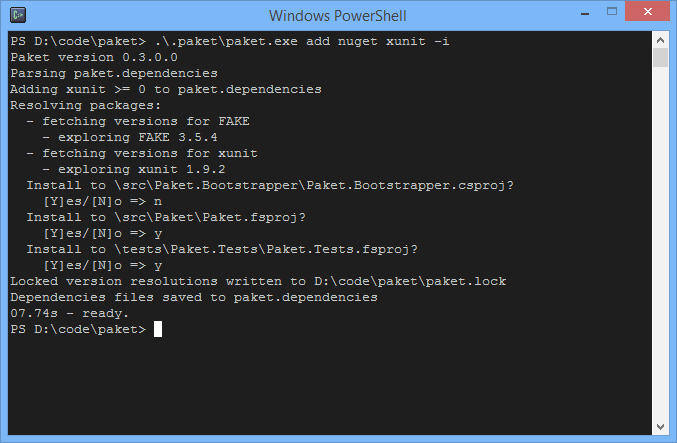 Windows PowerShell
PS D:\code\paket> .\.paket\paket.exe add nuget xunit -i
Paket version 0.3.0.0
Parsing paket.dependencies
Adding xunit >= 0 to paket.dependencies
Resolving packages:
  - fetching versions for FAKE
    - exploring FAKE 3.5.4
  - fetching versions for xunit
    - exploring xunit 1.9.2
  Install to \src\Paket.Bootstrapper\Paket.Bootstrapper.csproj?
    [Y]es/[N]o => n
  Install to \src\Paket\Paket.fsproj?
    [Y]es/[N]o => y
  Install to \tests\Paket.Tests\Paket.Tests.fsproj?
    [Y]es/[N]o => y
Locked version resolutions written to D:\code\paket\paket.lock
Dependencies files saved to paket.dependencies
07.74s - ready.
PS D:\code\paket>